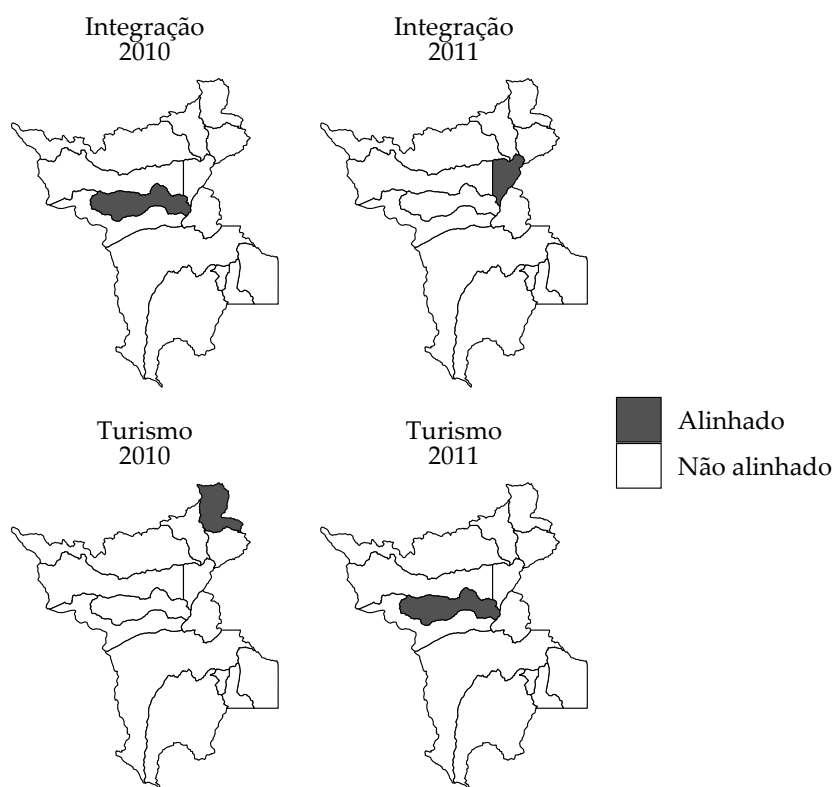 Integração
2010
Integração
2011
Turismo
2010
Turismo
2011
Alinhado
Não alinhado